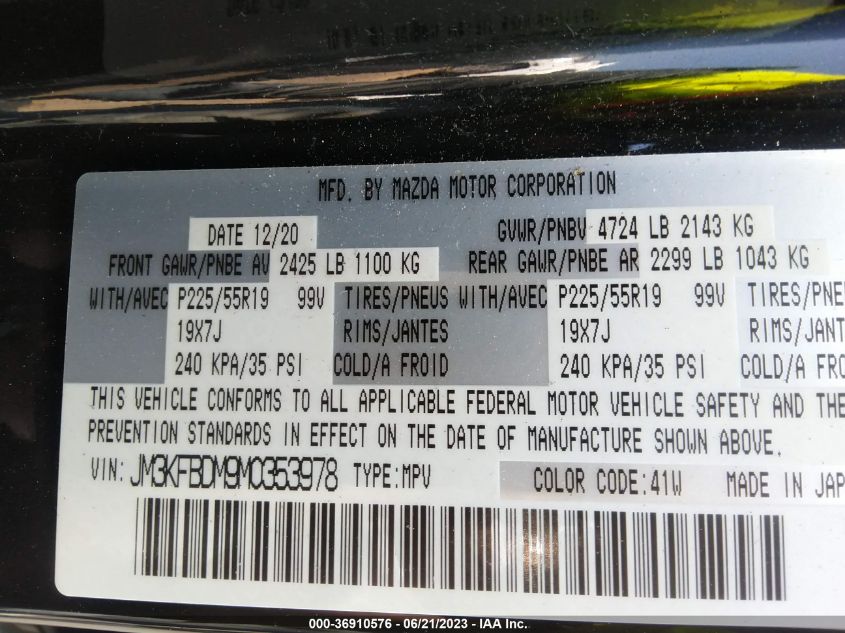 MFD. BY MAZDA MOTOR CORPORATION
DATE 12/20 GVWR/PNBV 4724 LB 2143 KG
FRONT GAWR/PNBE AV 2425 LB 1100 KG REAR GAWR/PNBE AR 2299 LB 1043 KG
WITH/AVEC P225/55R19 99V TIRES/PNEUS WITH/AVEC P225/55R19 99V TIRES/PNE
19X7J RIMS/JANTES 19X7J RIMS/JANT
240 KPA/35 PSI COLD/A FROID 240 KPA/35 PSI COLD/A FRO
THIS VEHICLE CONFORMS TO ALL APPLICABLE FEDERAL MOTOR VEHICLE SAFETY AND THE
PREVENTION STANDARDS IN EFFECT ON THE DATE OF MANUFACTURE SHOWN ABOVE.
VIN: JM3KFBDM9M0353978 TYPE:MPV COLOR CODE:41W MADE IN JAP
000-36910576 - 06/21/2023 - IAA Inc.